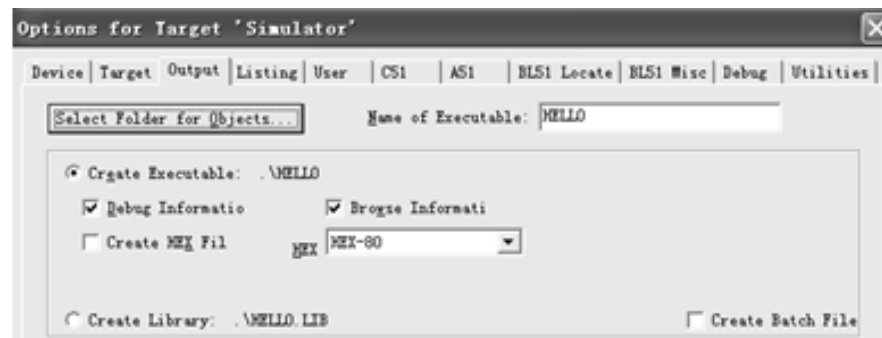 Options for Target 'Simulator'
Device Target Output Listing User C51 A51 BL51 Locate BL51 Misc Debug Utilities
Select Folder for Objects... Name of Executable: HELLO
Create Executable: .\HELLO
Debug Informatio Browse Informati
Create HEX Fil HEX HEX-80
Create Library: .\HELLO.LIB Create Batch File